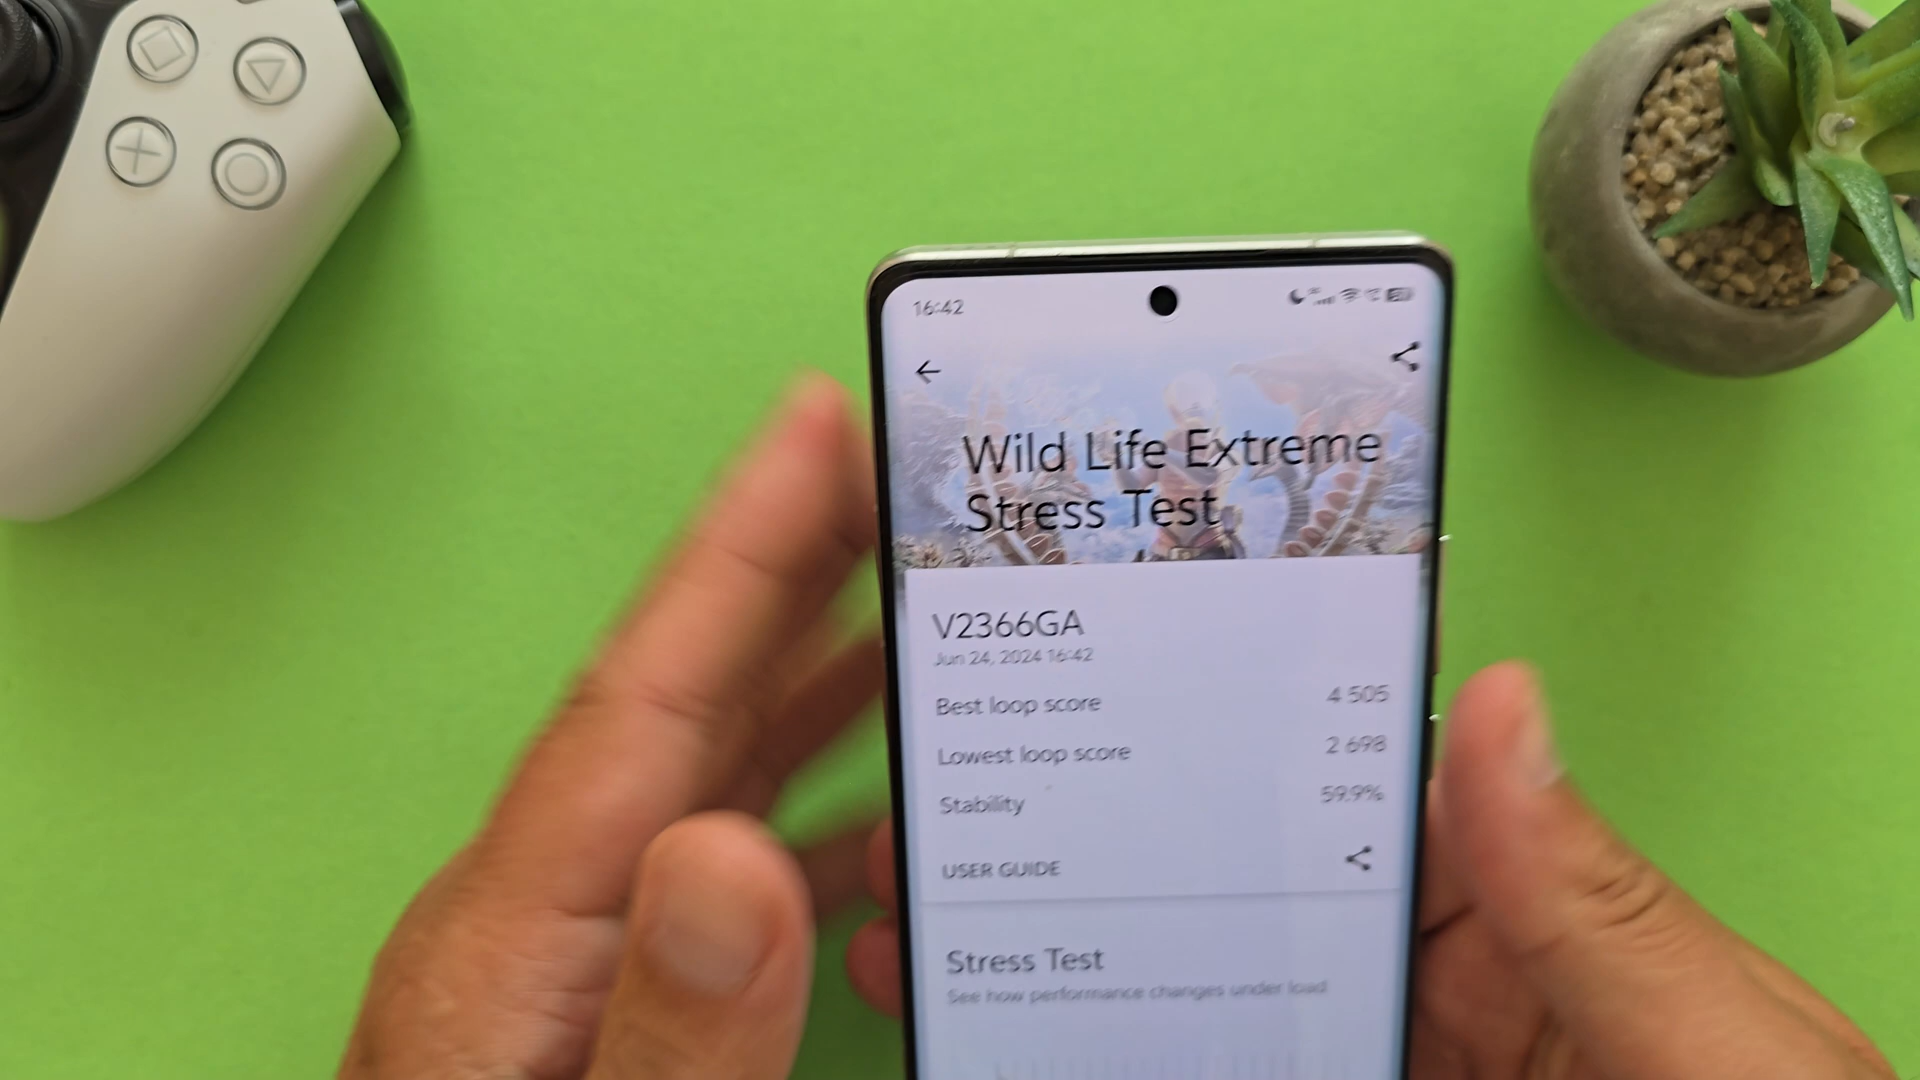 16:42
Wild Life Extreme
Stress Test
V2366GA
Jun 24, 2024 16:42
Best loop score 4 505
Lowest loop score 2 698
Stability 59.9%
USER GUIDE
Stress Test
See how performance changes under load